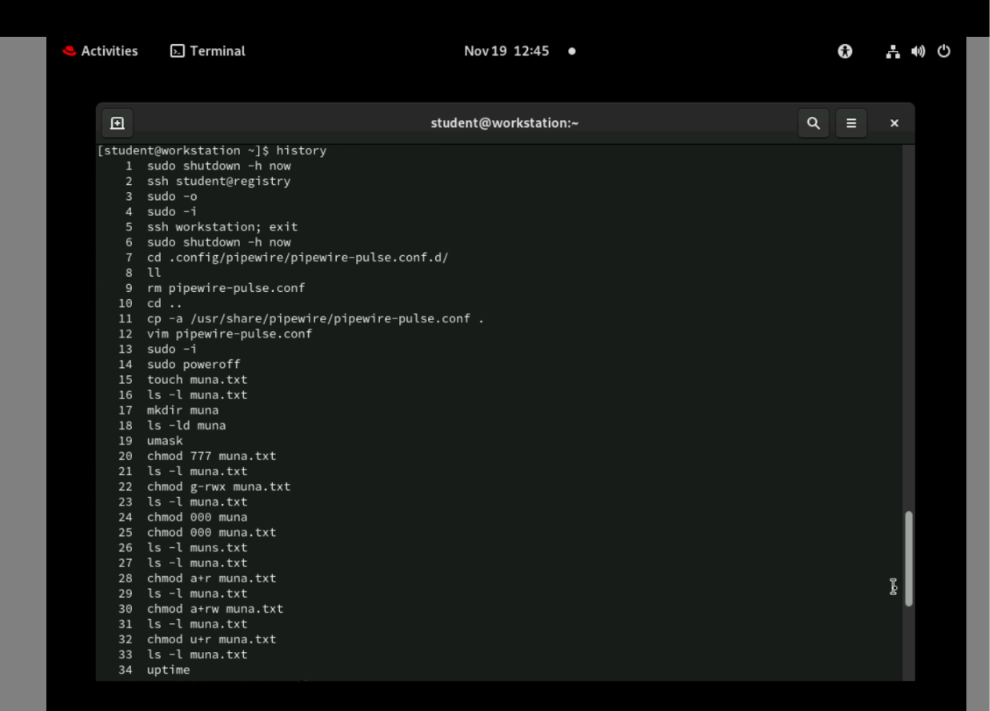 Activities Terminal Nov 19 12:45
student@workstation:~
[student@workstation ~]$ history
1 sudo shutdown -h now
2 ssh student@registry
3 sudo -o
4 sudo -i
5 ssh workstation; exit
6 sudo shutdown -h now
7 cd .config/pipewire/pipewire-pulse.conf.d/
8 ll
9 rm pipewire-pulse.conf
10 cd ..
11 cp -a /usr/share/pipewire/pipewire-pulse.conf .
12 vim pipewire-pulse.conf
13 sudo -i
14 sudo poweroff
15 touch muna.txt
16 ls -l muna.txt
17 mkdir muna
18 ls -ld muna
19 umask
20 chmod 777 muna.txt
21 ls -l muna.txt
22 chmod g-rwx muna.txt
23 ls -l muna.txt
24 chmod 000 muna
25 chmod 000 muna.txt
26 ls -l muns.txt
27 ls -l muna.txt
28 chmod a+r muna.txt
29 ls -l muna.txt
30 chmod a+rw muna.txt
31 ls -l muna.txt
32 chmod u+r muna.txt
33 ls -l muna.txt
34 uptime